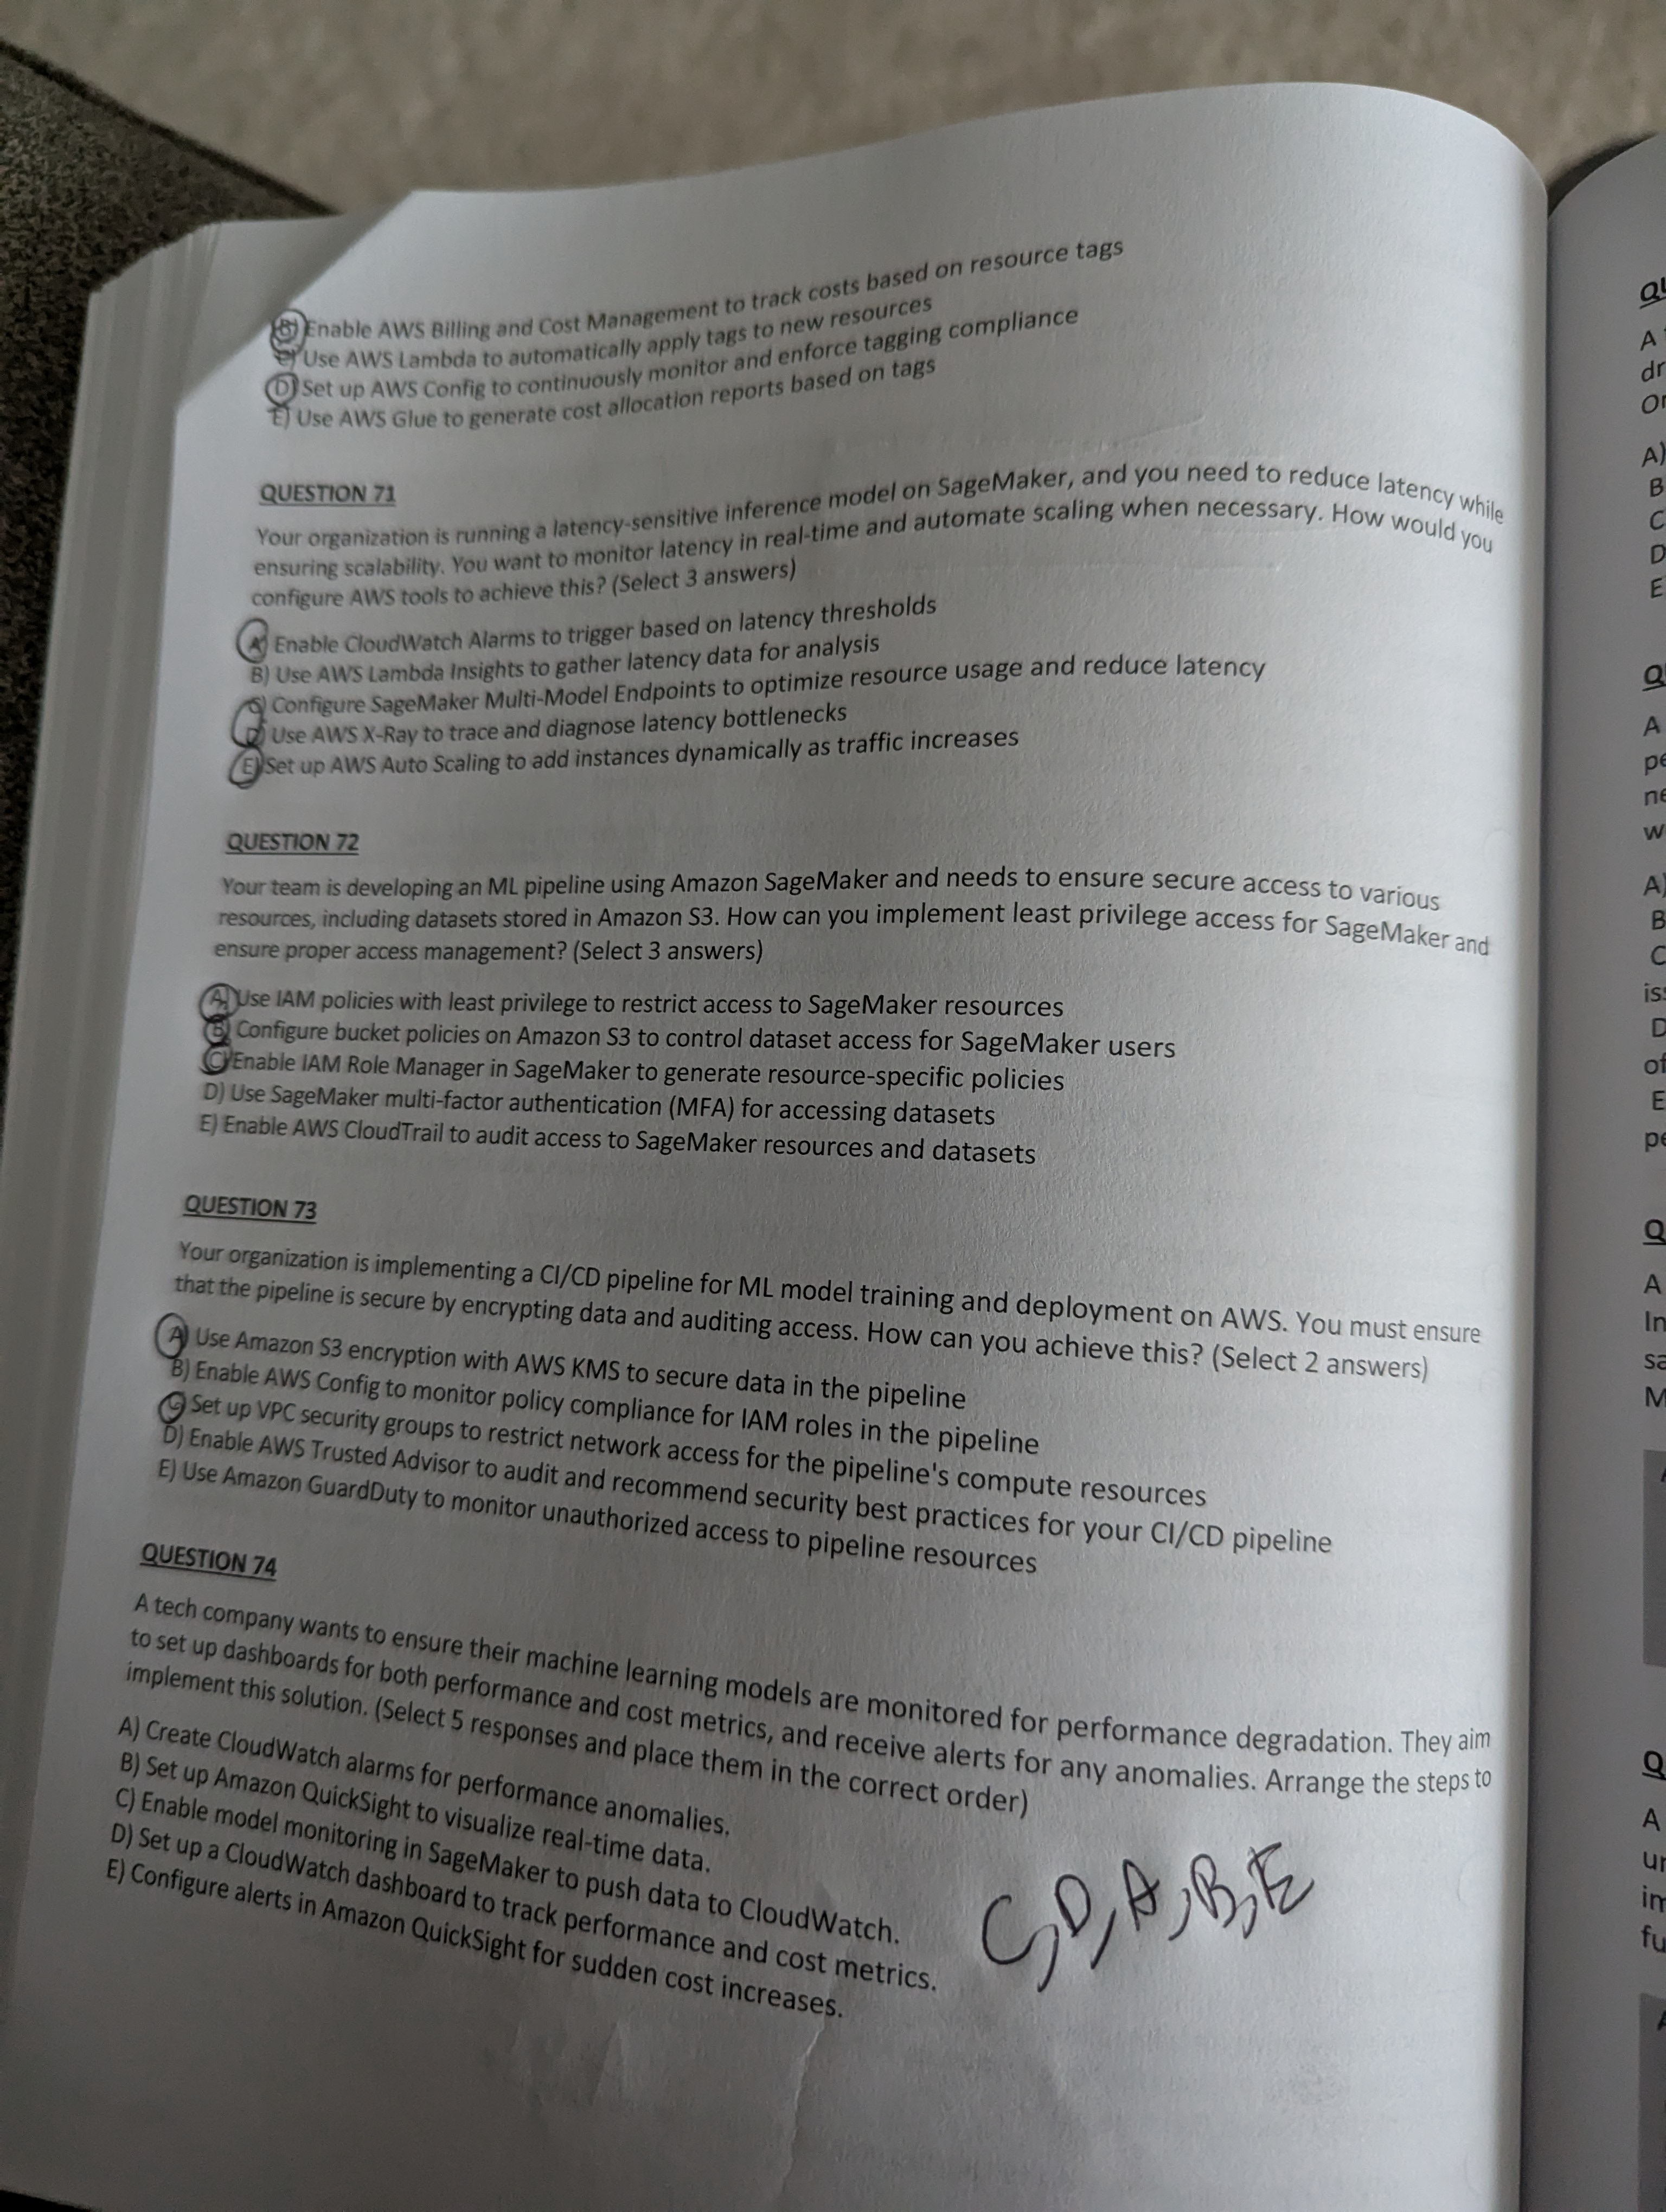 B) Enable AWS Billing and Cost Management to track costs based on resource tags
C) Use AWS Lambda to automatically apply tags to new resources
D) Set up AWS Config to continuously monitor and enforce tagging compliance
E) Use AWS Glue to generate cost allocation reports based on tags
QUESTION 71
Your organization is running a latency-sensitive inference model on SageMaker, and you need to reduce latency while
ensuring scalability. You want to monitor latency in real-time and automate scaling when necessary. How would you
configure AWS tools to achieve this? (Select 3 answers)
A) Enable CloudWatch Alarms to trigger based on latency thresholds
B) Use AWS Lambda Insights to gather latency data for analysis
C) Configure SageMaker Multi-Model Endpoints to optimize resource usage and reduce latency
D) Use AWS X-Ray to trace and diagnose latency bottlenecks
E) Set up AWS Auto Scaling to add instances dynamically as traffic increases
QUESTION 72
Your team is developing an ML pipeline using Amazon SageMaker and needs to ensure secure access to various
resources, including datasets stored in Amazon S3. How can you implement least privilege access for SageMaker and
ensure proper access management? (Select 3 answers)
A) Use IAM policies with least privilege to restrict access to SageMaker resources
B) Configure bucket policies on Amazon S3 to control dataset access for SageMaker users
C) Enable IAM Role Manager in SageMaker to generate resource-specific policies
D) Use SageMaker multi-factor authentication (MFA) for accessing datasets
E) Enable AWS CloudTrail to audit access to SageMaker resources and datasets
QUESTION 73
Your organization is implementing a CI/CD pipeline for ML model training and deployment on AWS. You must ensure
that the pipeline is secure by encrypting data and auditing access. How can you achieve this? (Select 2 answers)
A) Use Amazon S3 encryption with AWS KMS to secure data in the pipeline
B) Enable AWS Config to monitor policy compliance for IAM roles in the pipeline
C) Set up VPC security groups to restrict network access for the pipeline's compute resources
D) Enable AWS Trusted Advisor to audit and recommend security best practices for your CI/CD pipeline
E) Use Amazon GuardDuty to monitor unauthorized access to pipeline resources
QUESTION 74
A tech company wants to ensure their machine learning models are monitored for performance degradation. They aim
to set up dashboards for both performance and cost metrics, and receive alerts for any anomalies. Arrange the steps to
implement this solution. (Select 5 responses and place them in the correct order)
A) Create CloudWatch alarms for performance anomalies.
B) Set up Amazon QuickSight to visualize real-time data.
C) Enable model monitoring in SageMaker to push data to CloudWatch.
D) Set up a CloudWatch dashboard to track performance and cost metrics.
E) Configure alerts in Amazon QuickSight for sudden cost increases.
C, D, A, B, E